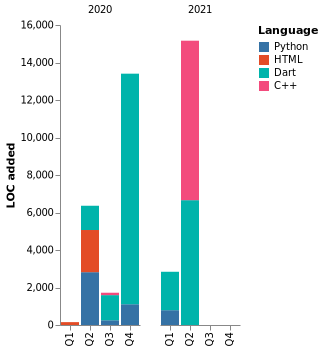 2020
2021
Language
Python
HTML
Dart
C++
LOC added
16,000
14,000
12,000
10,000
8,000
6,000
4,000
2,000
0
Q1
Q2
Q3
Q4
Q1
Q2
Q3
Q4